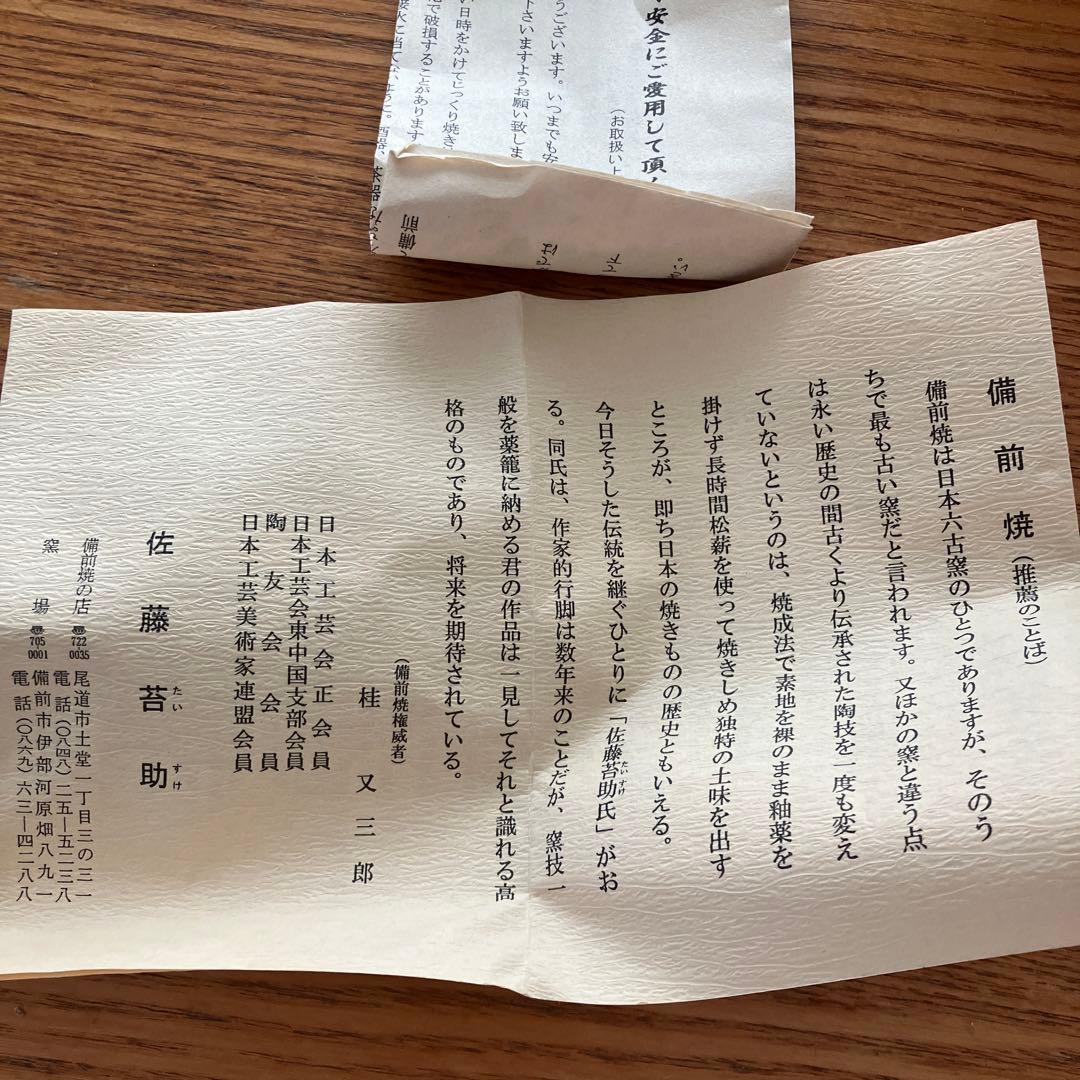 安全にご愛用して頂
(お取扱い上
うございます。いつまでも安
下さいますようお願い致しま
い日時をかけてじっくり焼き
で破損することがあります
備前
備前焼(推薦のことば)
備前焼は日本六古窯のひとつでありますが、そのう
ちで最も古い窯だと言われます。又ほかの窯と違う点
は永い歴史の間古くより伝承された陶技を一度も変え
ていないというのは、焼成法で素地を裸のまま釉薬を
掛けず長時間松薪を使って焼きしめ独特の土味を出す
ところが、即ち日本の焼きものの歴史ともいえる。
今日そうした伝統を継ぐひとりに「佐藤苔助氏」がお
たいすけ
る。同氏は、作家的行脚は数年来のことだが、窯技一
般を薬籠に納める君の作品は一見してそれと識れる高
格のものであり、将来を期待されている。
(備前焼権威者)
桂又三郎
日本工芸会正会員
日本工芸会東中国支部会員
陶友会会員
日本工芸美術家連盟会員
佐藤苔助
たいすけ
備前焼の店 722-0035 尾道市土堂一丁目三の三一
電話(〇八四八)二五―五二三八
窯場 705-0001 備前市伊部河原畑八九一
電話(〇八六九)六三―四二八八